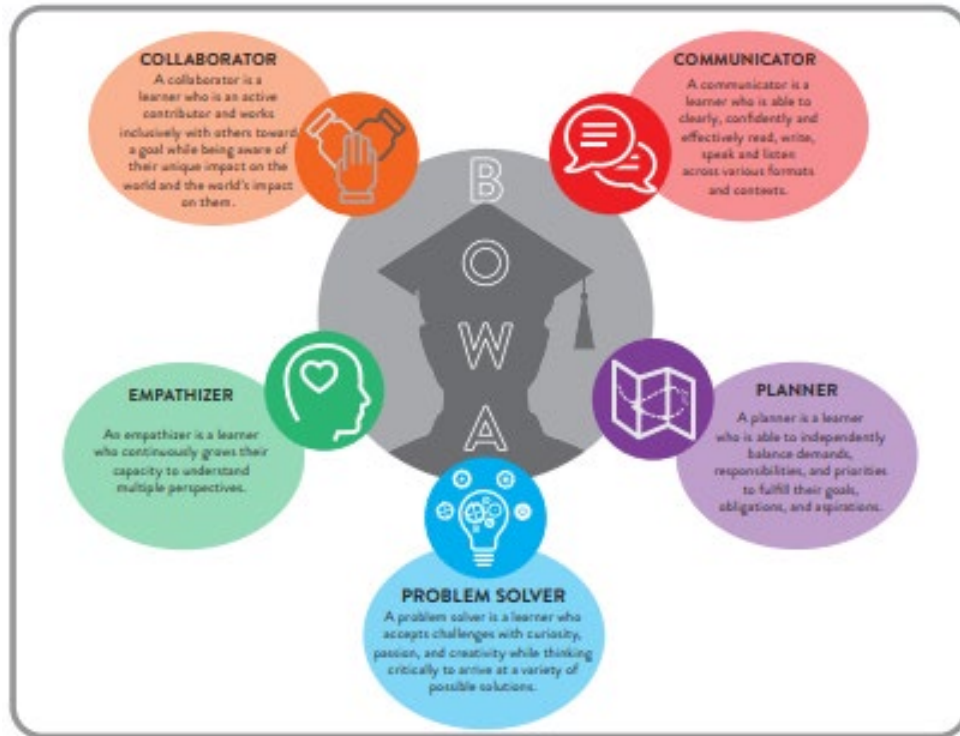 COLLABORATOR
A collaborator is a
learner who is an active
contributor and works
inclusively with others toward
a goal while being aware of
their unique impact on the
world and the world's impact
on them.
COMMUNICATOR
A communicator is a
learner who is able to
clearly, confidently and
effectively read, write,
speak and listen
across various formats
and contexts.
B
O
W
A
EMPATHIZER
An empathizer is a learner
who continuously grows their
capacity to understand
multiple perspectives.
PLANNER
A planner is a learner
who is able to independently
balance demands,
responsibilities, and priorities
to fulfill their goals,
obligations, and aspirations.
PROBLEM SOLVER
A problem solver is a learner who
accepts challenges with curiosity,
passion, and creativity while thinking
critically to arrive at a variety of
possible solutions.